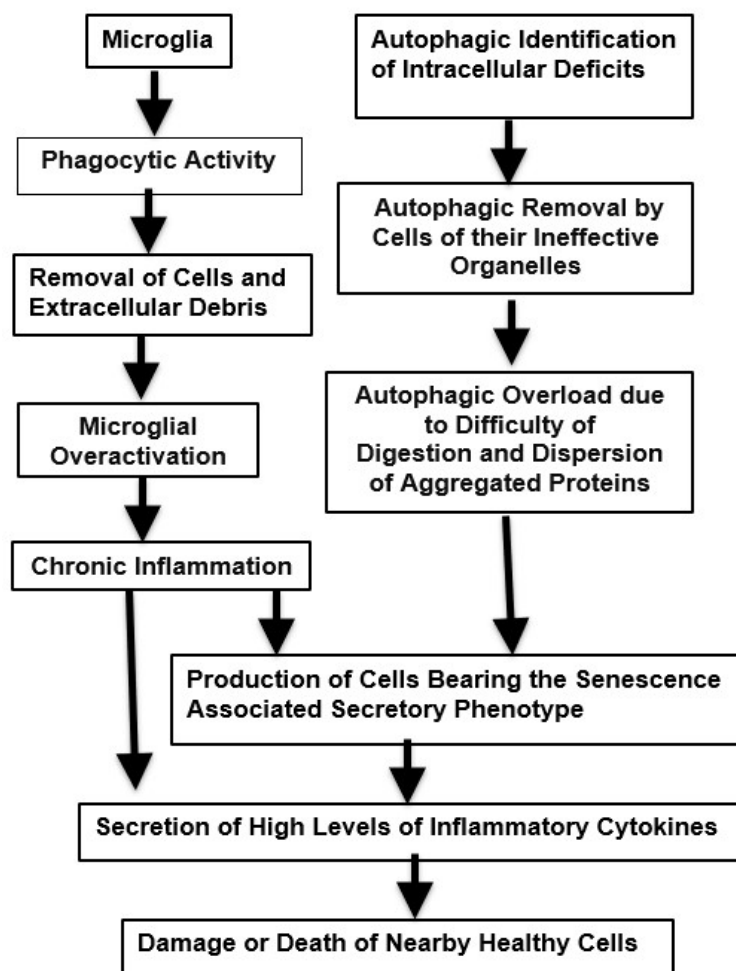 Microglia
Autophagic Identification
of Intracellular Deficits
Phagocytic Activity
Autophagic Removal by
Cells of their Ineffective
Organelles
Removal of Cells and
Extracellular Debris
Autophagic Overload due
to Difficulty of
Digestion and Dispersion
of Aggregated Proteins
Microglial
Overactivation
Chronic Inflammation
Production of Cells Bearing the Senescence
Associated Secretory Phenotype
Secretion of High Levels of Inflammatory Cytokines
Damage or Death of Nearby Healthy Cells